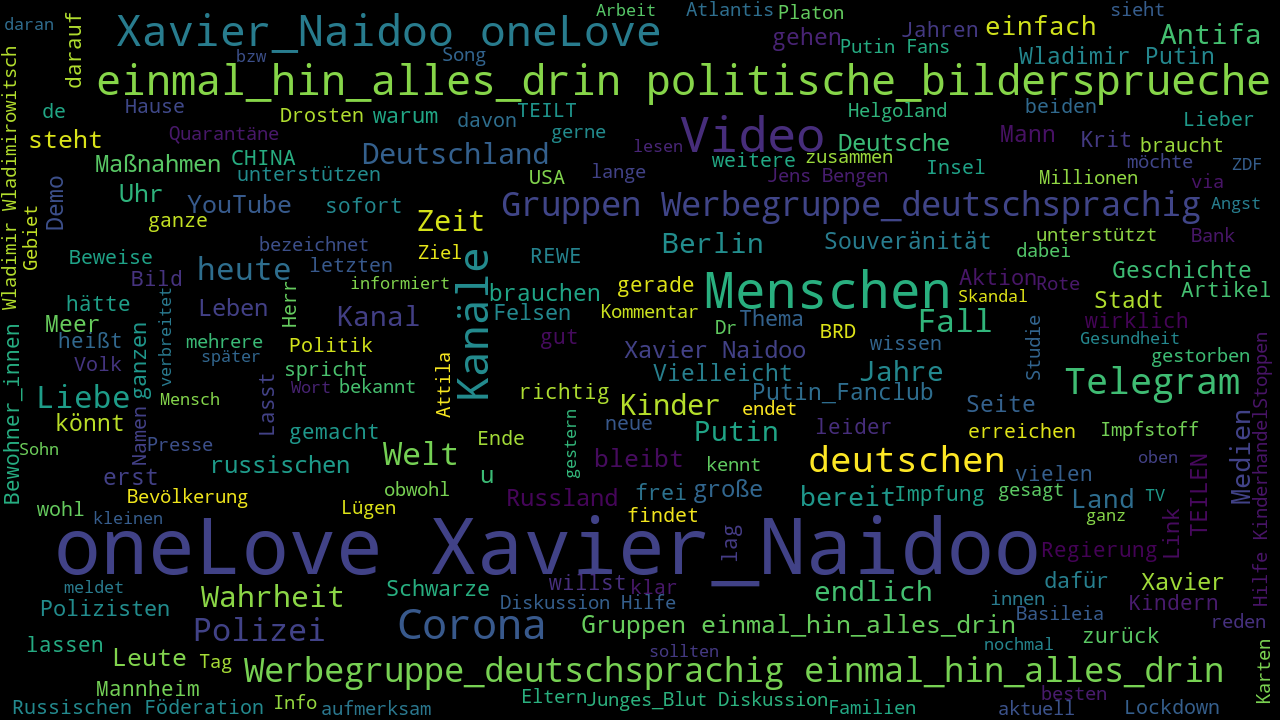 daran
darauf
Xavier_Naidoo oneLove
Arbeit
Atlantis
Platon
sieht
einfach
Jahren
gehen
Antifa
bzw
Song
Putin Fans
Wladimir Putin
einmal_hin_alles_drin politische_bildersprueche
de
Hause
Drosten
warum
davon
TEILT
Helgoland
beiden
Lieber
steht
Quarantäne
gerne
lesen
Video
Deutsche
Mann
Krit
braucht
Maßnahmen
CHINA
Deutschland
weitere
zusammen
Insel
möchte
ZDF
unterstützen
USA
lange
Jens Bengen
Millionen
via
Demo
Uhr
YouTube
sofort
Gruppen Werbegruppe_deutschsprachig
Angst
ganze
Zeit
Gebiet
Wladimir Wladimirowitsch
Beweise
bezeichnet
Ziel
REWE
Berlin
Souveränität
unterstützt
Bank
dabei
Bild
heute
letzten
informiert
Kanäle
brauchen
gerade
Menschen
Aktion
Rote
Geschichte
Artikel
hätte
Leben
Herr
Kanal
Felsen
Kommentar
Skandal
Stadt
Meer
heißt
verbreitet
mehrere
Politik
gut
Dr
Thema
BRD
Fall
wirklich
Volk
ganzen
später
spricht
Xavier Naidoo
wissen
Studie
Gesundheit
gestorben
Bewohner_innen
Liebe
Mensch
Lasst
Wort
bekannt
Attila
richtig
Vielleicht
Jahre
Putin_Fanclub
Telegram
könnt
Namen
gemacht
Kinder
endet
Seite
Hilfe KinderhandelStoppen
Sohn
Presse
Ende
gestern
neue
Putin
leider
erreichen
Impfstoff
Medien
erst
russischen
Welt
u
bleibt
kennt
deutschen
vielen
oben
Bevölkerung
obwohl
Russland
frei
große
bereit
Impfung
gesagt
Land
TV
TEILEN
wohl
kleinen
Lügen
findet
ganz
Link
oneLove Xavier_Naidoo
lag
Regierung
meldet
Wahrheit
Schwarze
willst
klar
endlich
dafür
Xavier
Polizisten
Polizei
Corona
Diskussion Hilfe
innen
Basileia
Kindern
Gruppen einmal_hin_alles_drin
reden
lassen
Leute
Tag
sollten
nochmal
zurück
Werbegruppe_deutschsprachig einmal_hin_alles_drin
Karten
Mannheim
Info
Eltern
Junges_Blut Diskussion
Familien
besten
Russischen Föderation
aufmerksam
aktuell
Lockdown